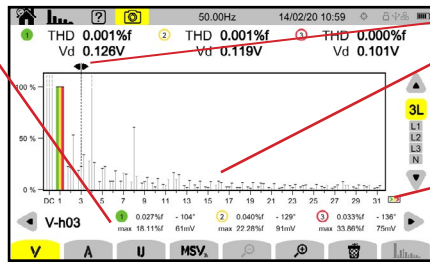 ? 50.00Hz 14/02/20 10:59
1 THD 0.001%f 2 THD 0.001%f 3 THD 0.000%f
Vd 0.126V Vd 0.119V Vd 0.101V
100 %
50 %
0 %
DC 1 3 5 7 9 11 13 15 17 19 21 23 25 27 29 31
3L
L1
L2
L3
N
V-h03
1 0.027%f - 104° 2 0.040%f - 129° 3 0.033%f - 136°
max 18.11%f 61mV max 22.28%f 91mV max 33.86%f 75mV
V A U MSV